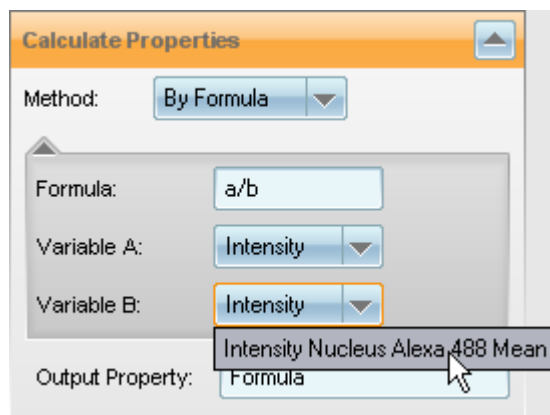 Calculate Properties
Method: By Formula
Formula: a/b
Variable A: Intensity
Variable B: Intensity
Intensity Nucleus Alexa 488 Mean
Output Property: Formula